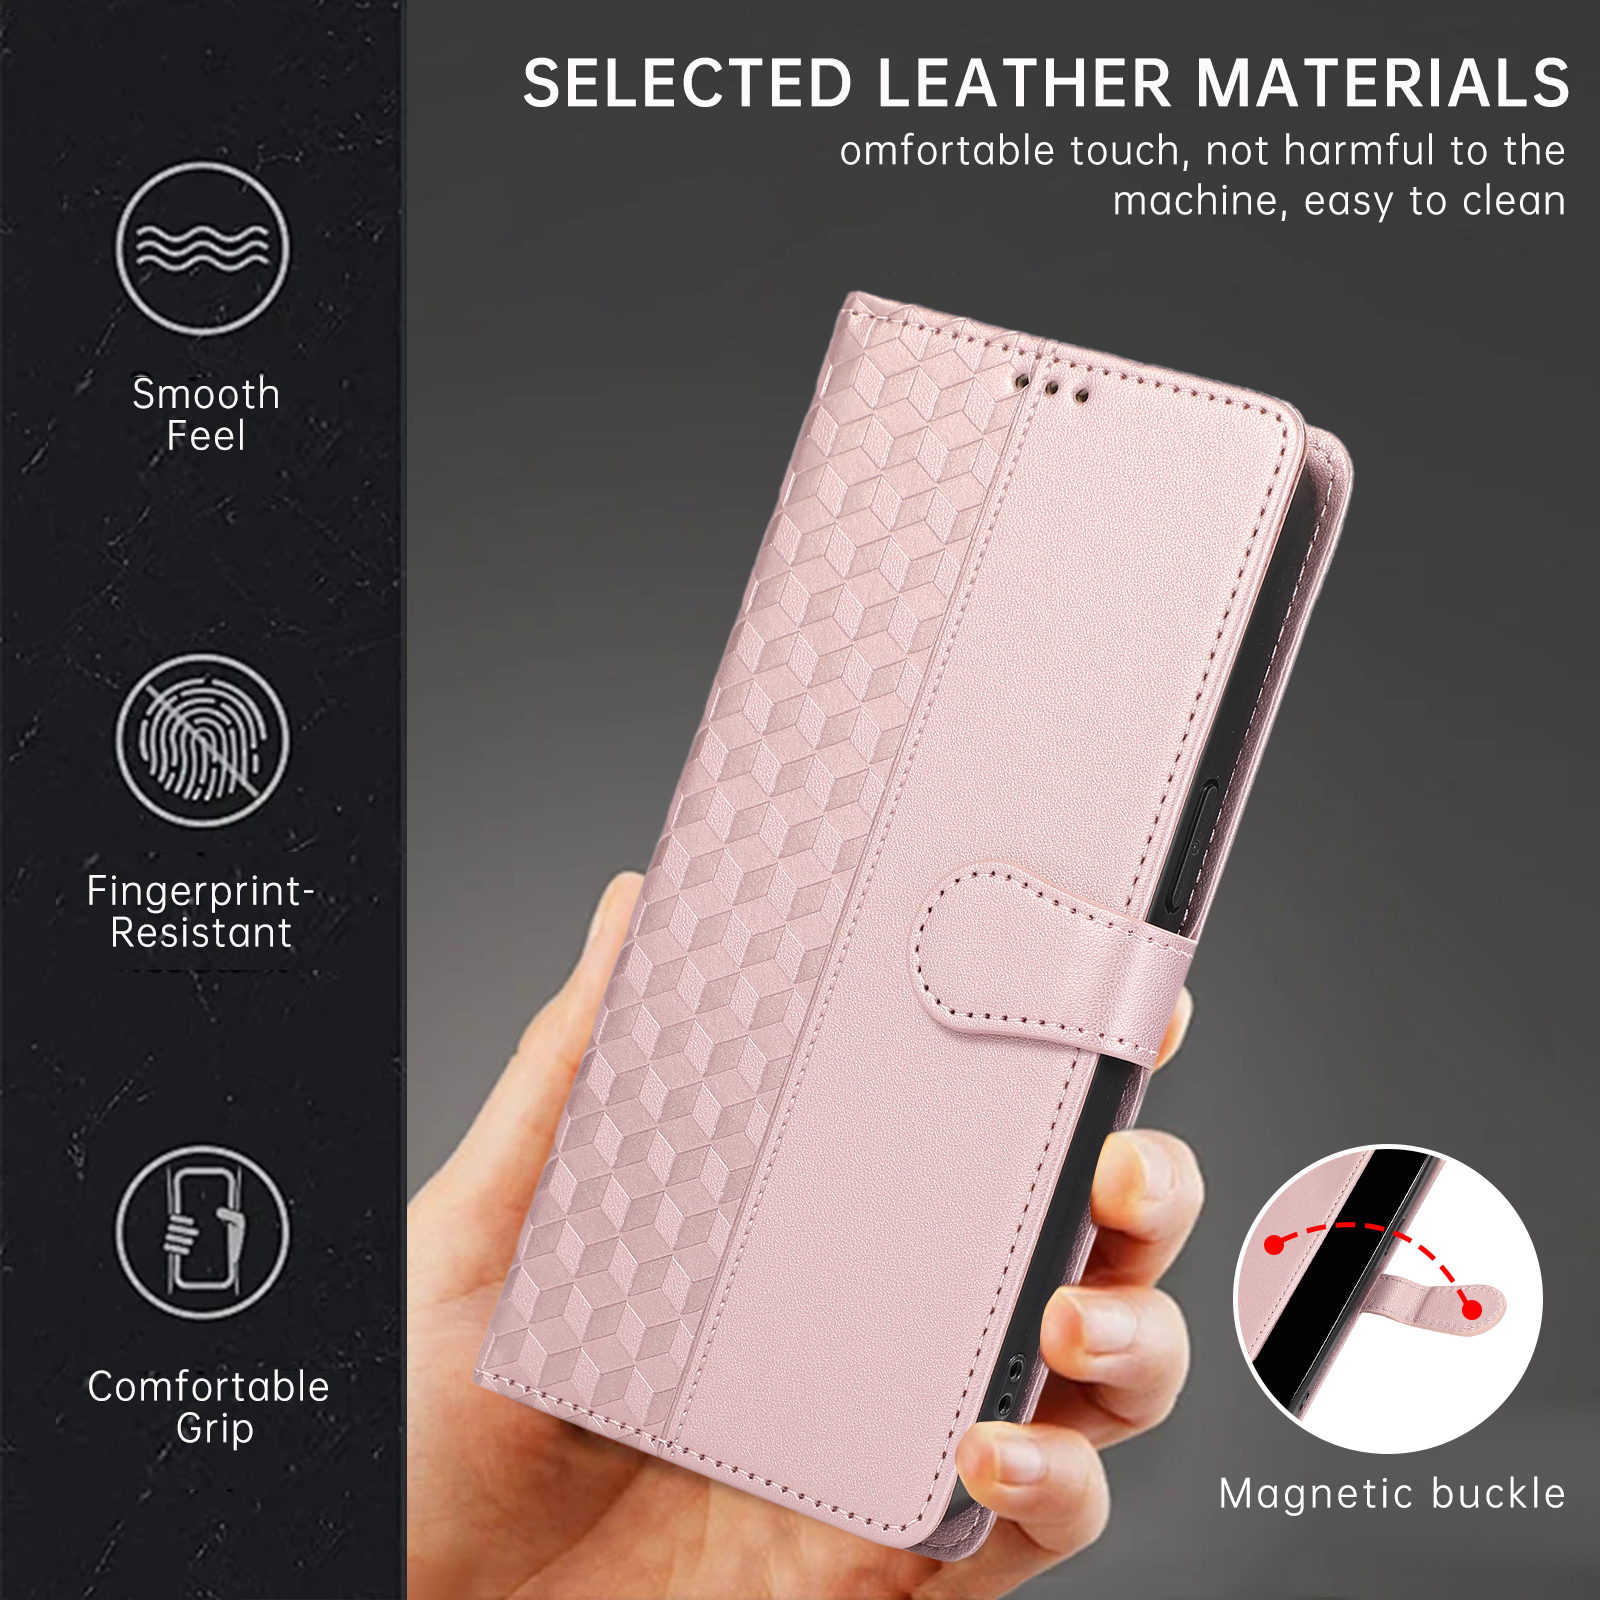 SELECTED LEATHER MATERIALS
omfortable touch, not harmful to the
machine, easy to clean
Smooth
Feel
Fingerprint-
Resistant
Comfortable
Grip
Magnetic buckle